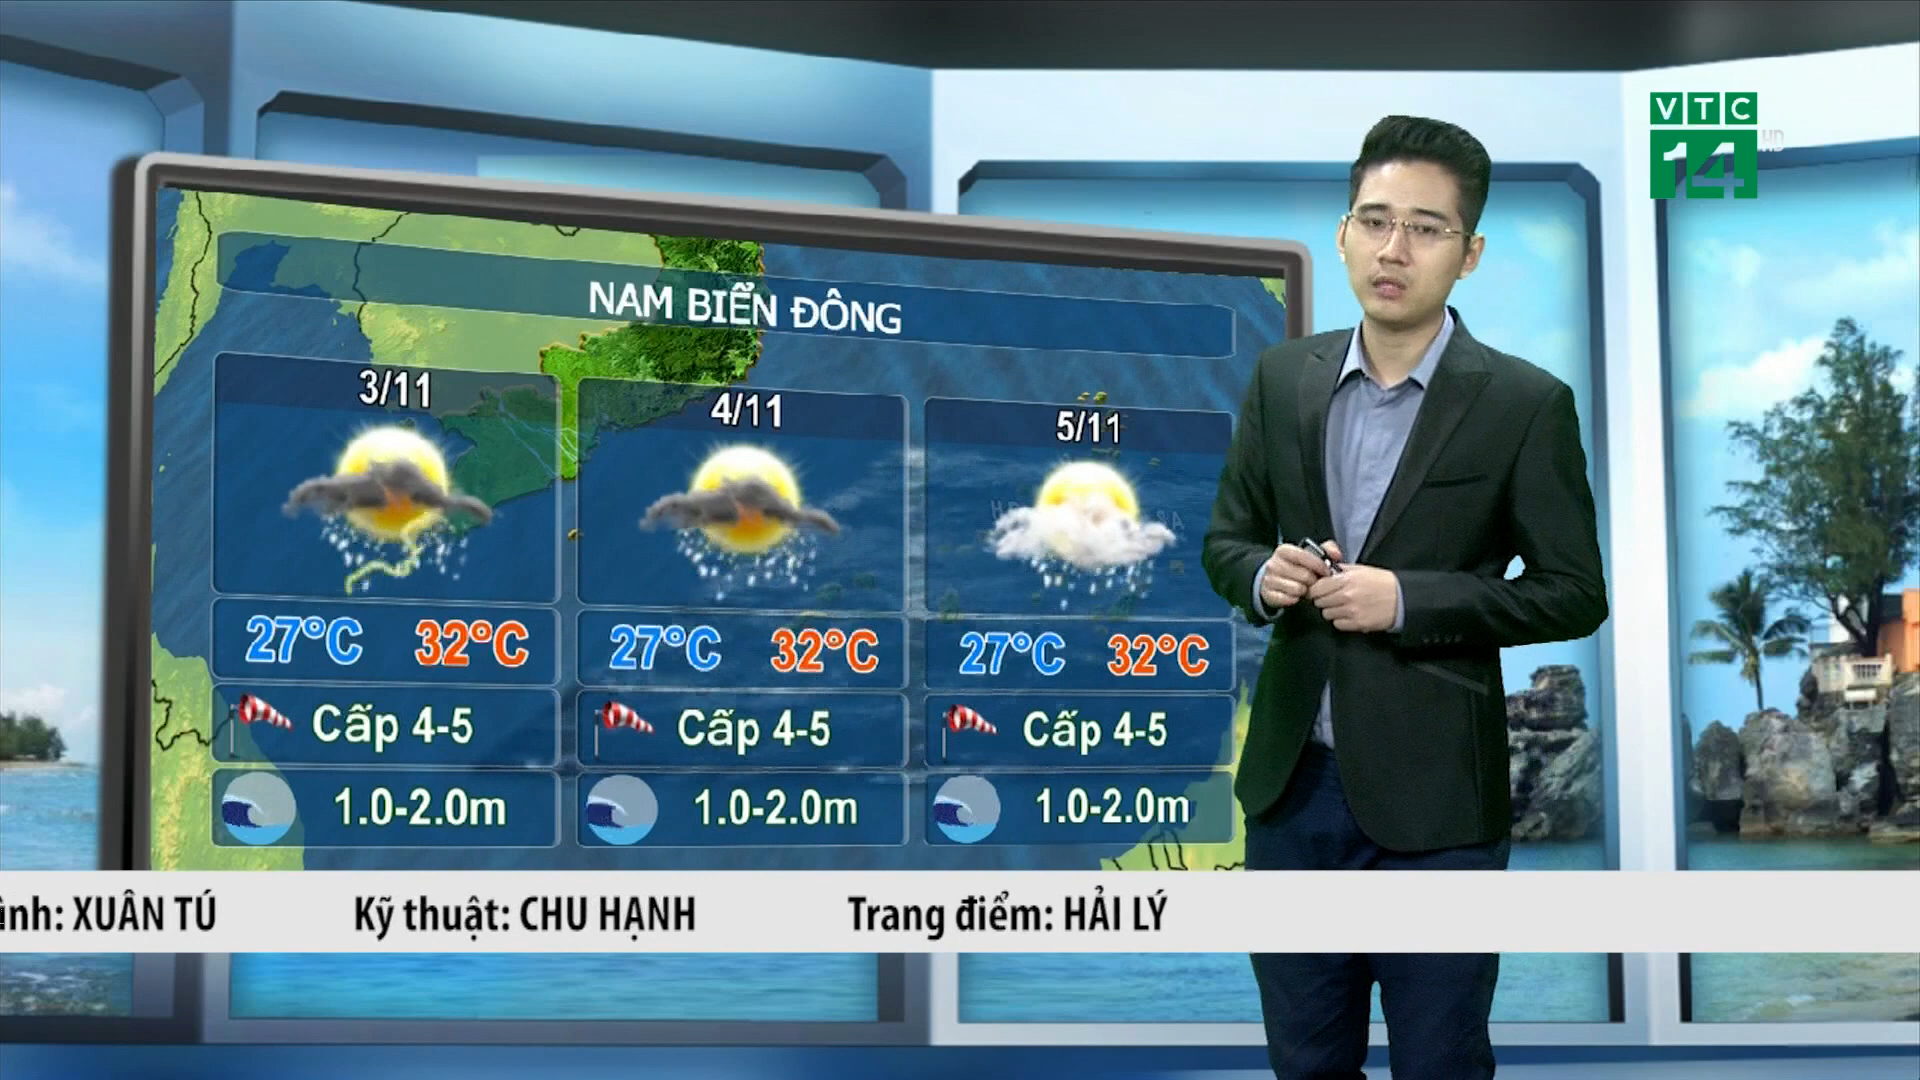 VTC
14
HD
NAM BIỂN ĐÔNG
3/11
4/11
5/11
27°C 32°C
27°C 32°C
27°C 32°C
Cấp 4-5
Cấp 4-5
Cấp 4-5
1.0-2.0m
1.0-2.0m
1.0-2.0m
ình: XUÂN TÚ
Kỹ thuật: CHU HẠNH
Trang điểm: HẢI LÝ